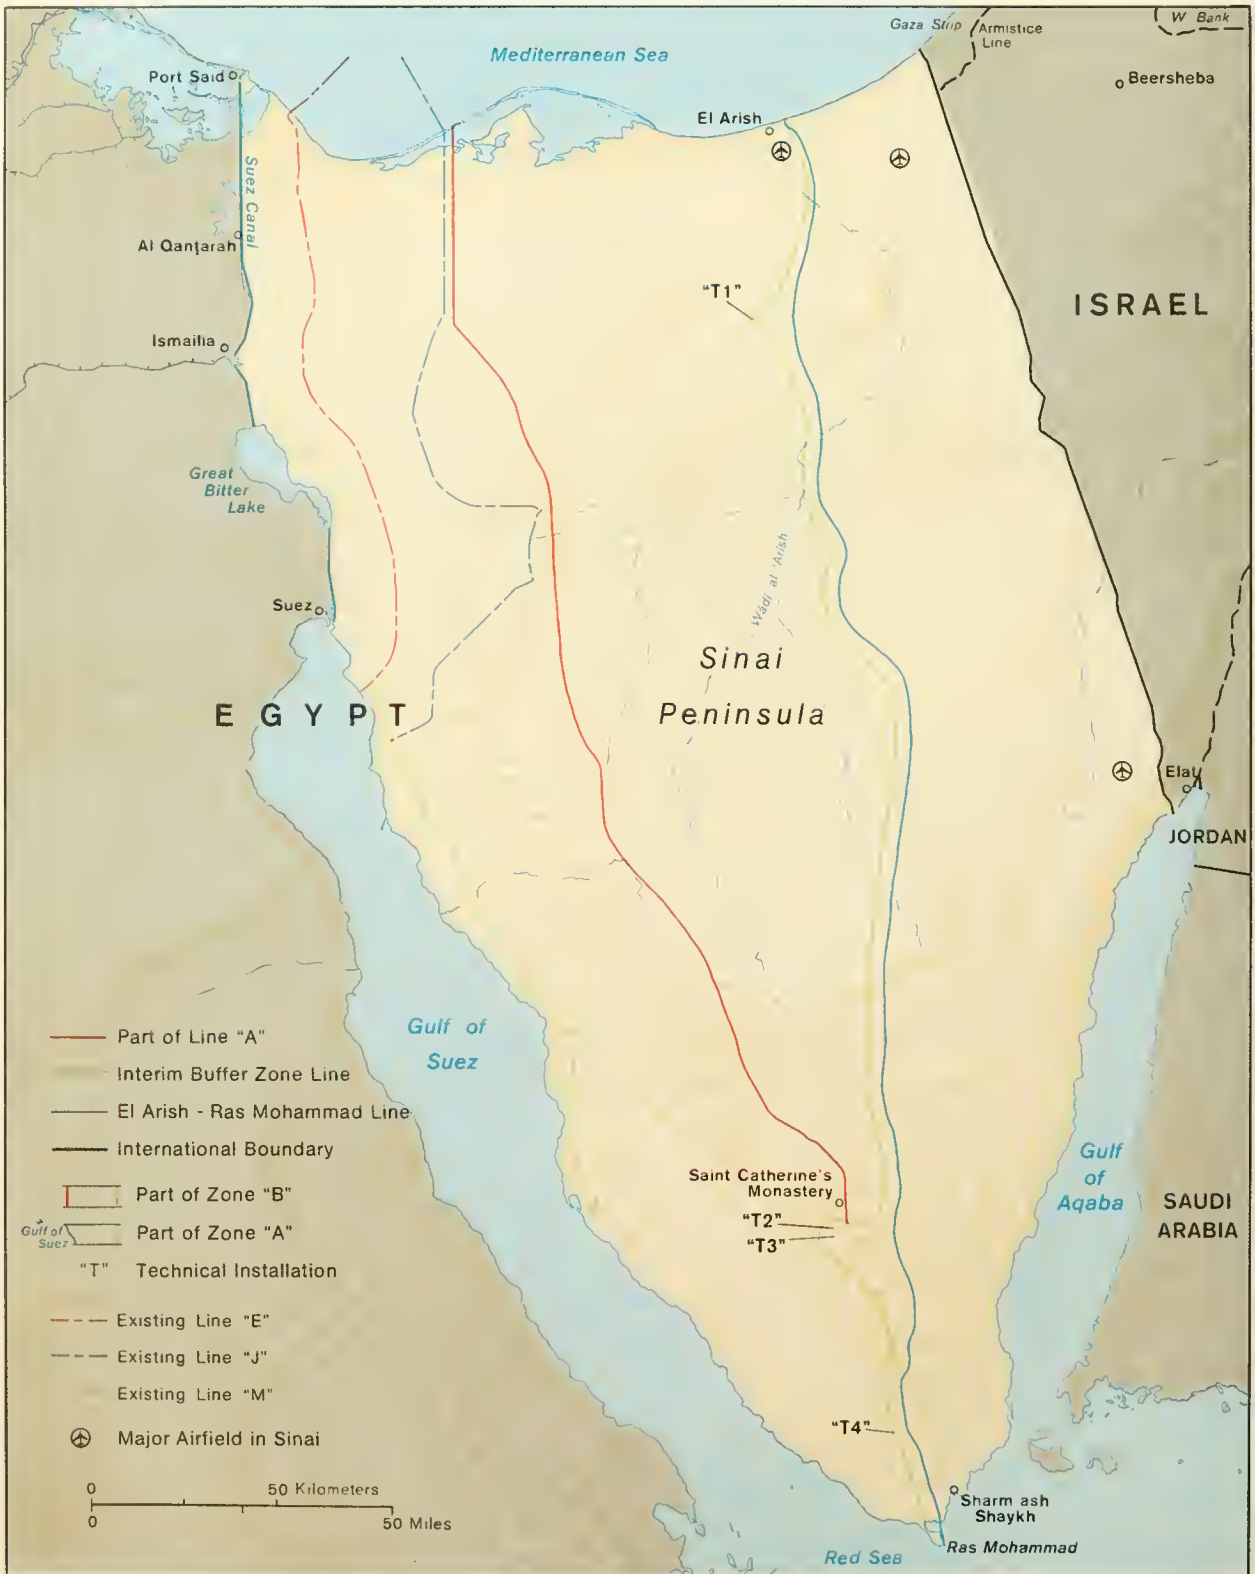 Gaza Strip
Armistice
Line
W Bank
Mediterranean Sea
Port Said
Beersheba
El Arish
Suez Canal
Al Qanţarah
"T1"
ISRAEL
Ismailia
Great
Bitter
Lake
Wādī al 'Arish
Suez
Sinai
Peninsula
EGYPT
Elat
JORDAN
Gulf of
Suez
Part of Line "A"
Interim Buffer Zone Line
El Arish - Ras Mohammad Line
International Boundary
Part of Zone "B"
Gulf of
Suez
Part of Zone "A"
"T" Technical Installation
Existing Line "E"
Existing Line "J"
Existing Line "M"
Major Airfield in Sinai
0 50 Kilometers
0 50 Miles
Saint Catherine's
Monastery
"T2"
"T3"
Gulf
of
Aqaba
SAUDI
ARABIA
"T4"
Sharm ash
Shaykh
Ras Mohammad
Red Sea